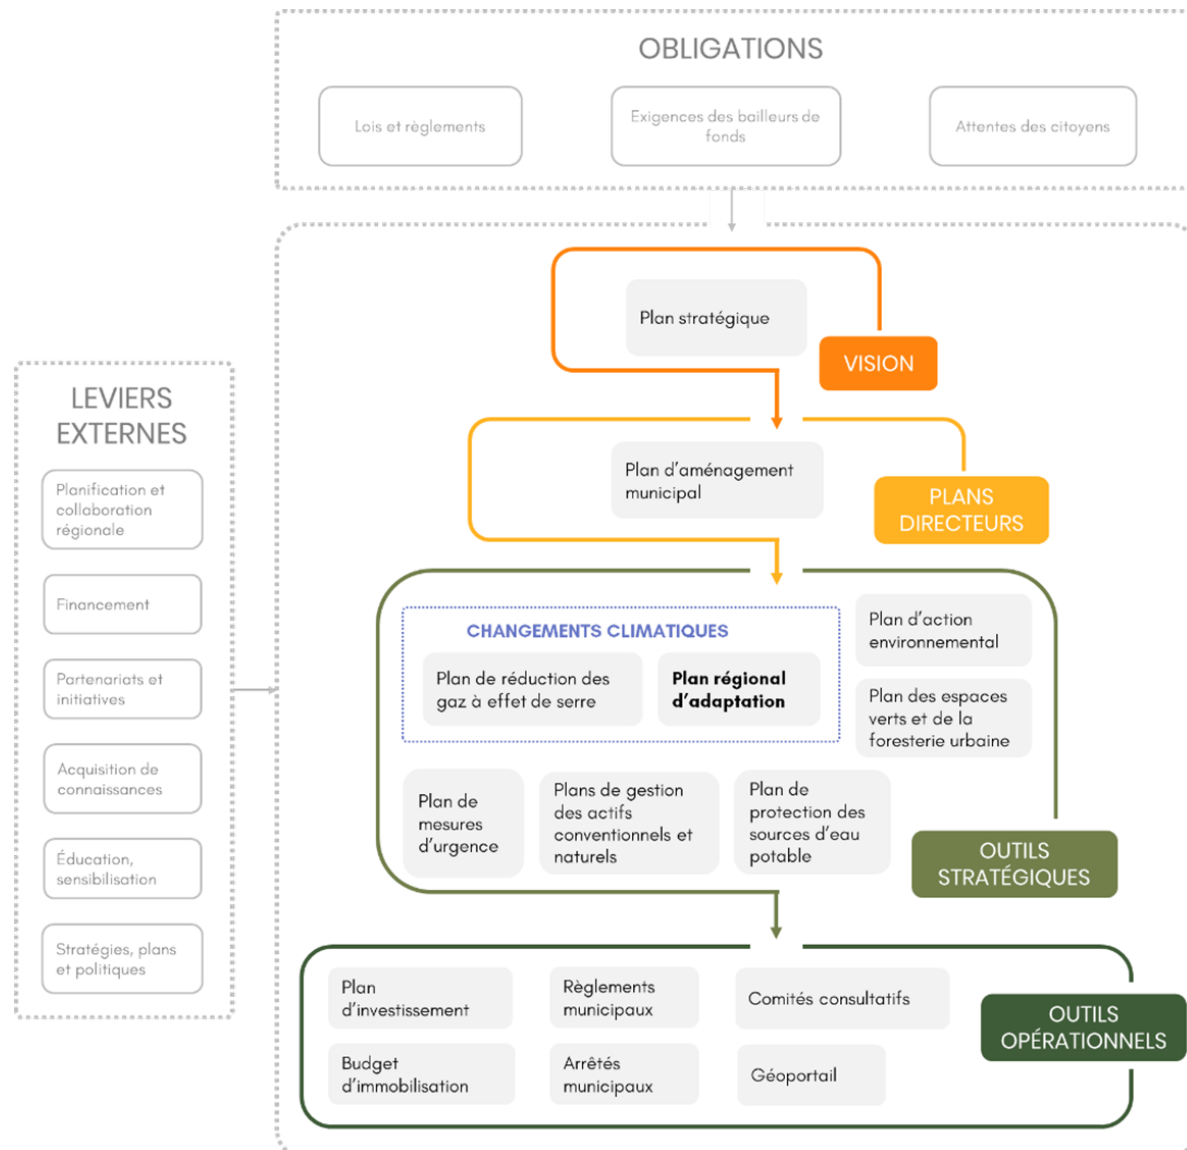 OBLIGATIONS
Lois et règlements
Exigences des bailleurs de
fonds
Attentes des citoyens
LEVIERS
EXTERNES
Planification et
collaboration
régionale
Financement
Partenariats et
initiatives
Acquisition de
connaissances
Éducation,
sensibilisation
Stratégies, plans
et politiques
Plan stratégique
VISION
Plan d'aménagement
municipal
PLANS
DIRECTEURS
CHANGEMENTS CLIMATIQUES
Plan de réduction des
gaz à effet de serre
Plan régional
d'adaptation
Plan d'action
environnemental
Plan des espaces
verts et de la
foresterie urbaine
Plan de
mesures
d'urgence
Plans de gestion
des actifs
conventionnels et
naturels
Plan de
protection des
sources d'eau
potable
OUTILS
STRATÉGIQUES
Plan
d'investissement
Règlements
municipaux
Comités consultatifs
Budget
d'immobilisation
Arrêtés
municipaux
Géoportail
OUTILS
OPÉRATIONNELS